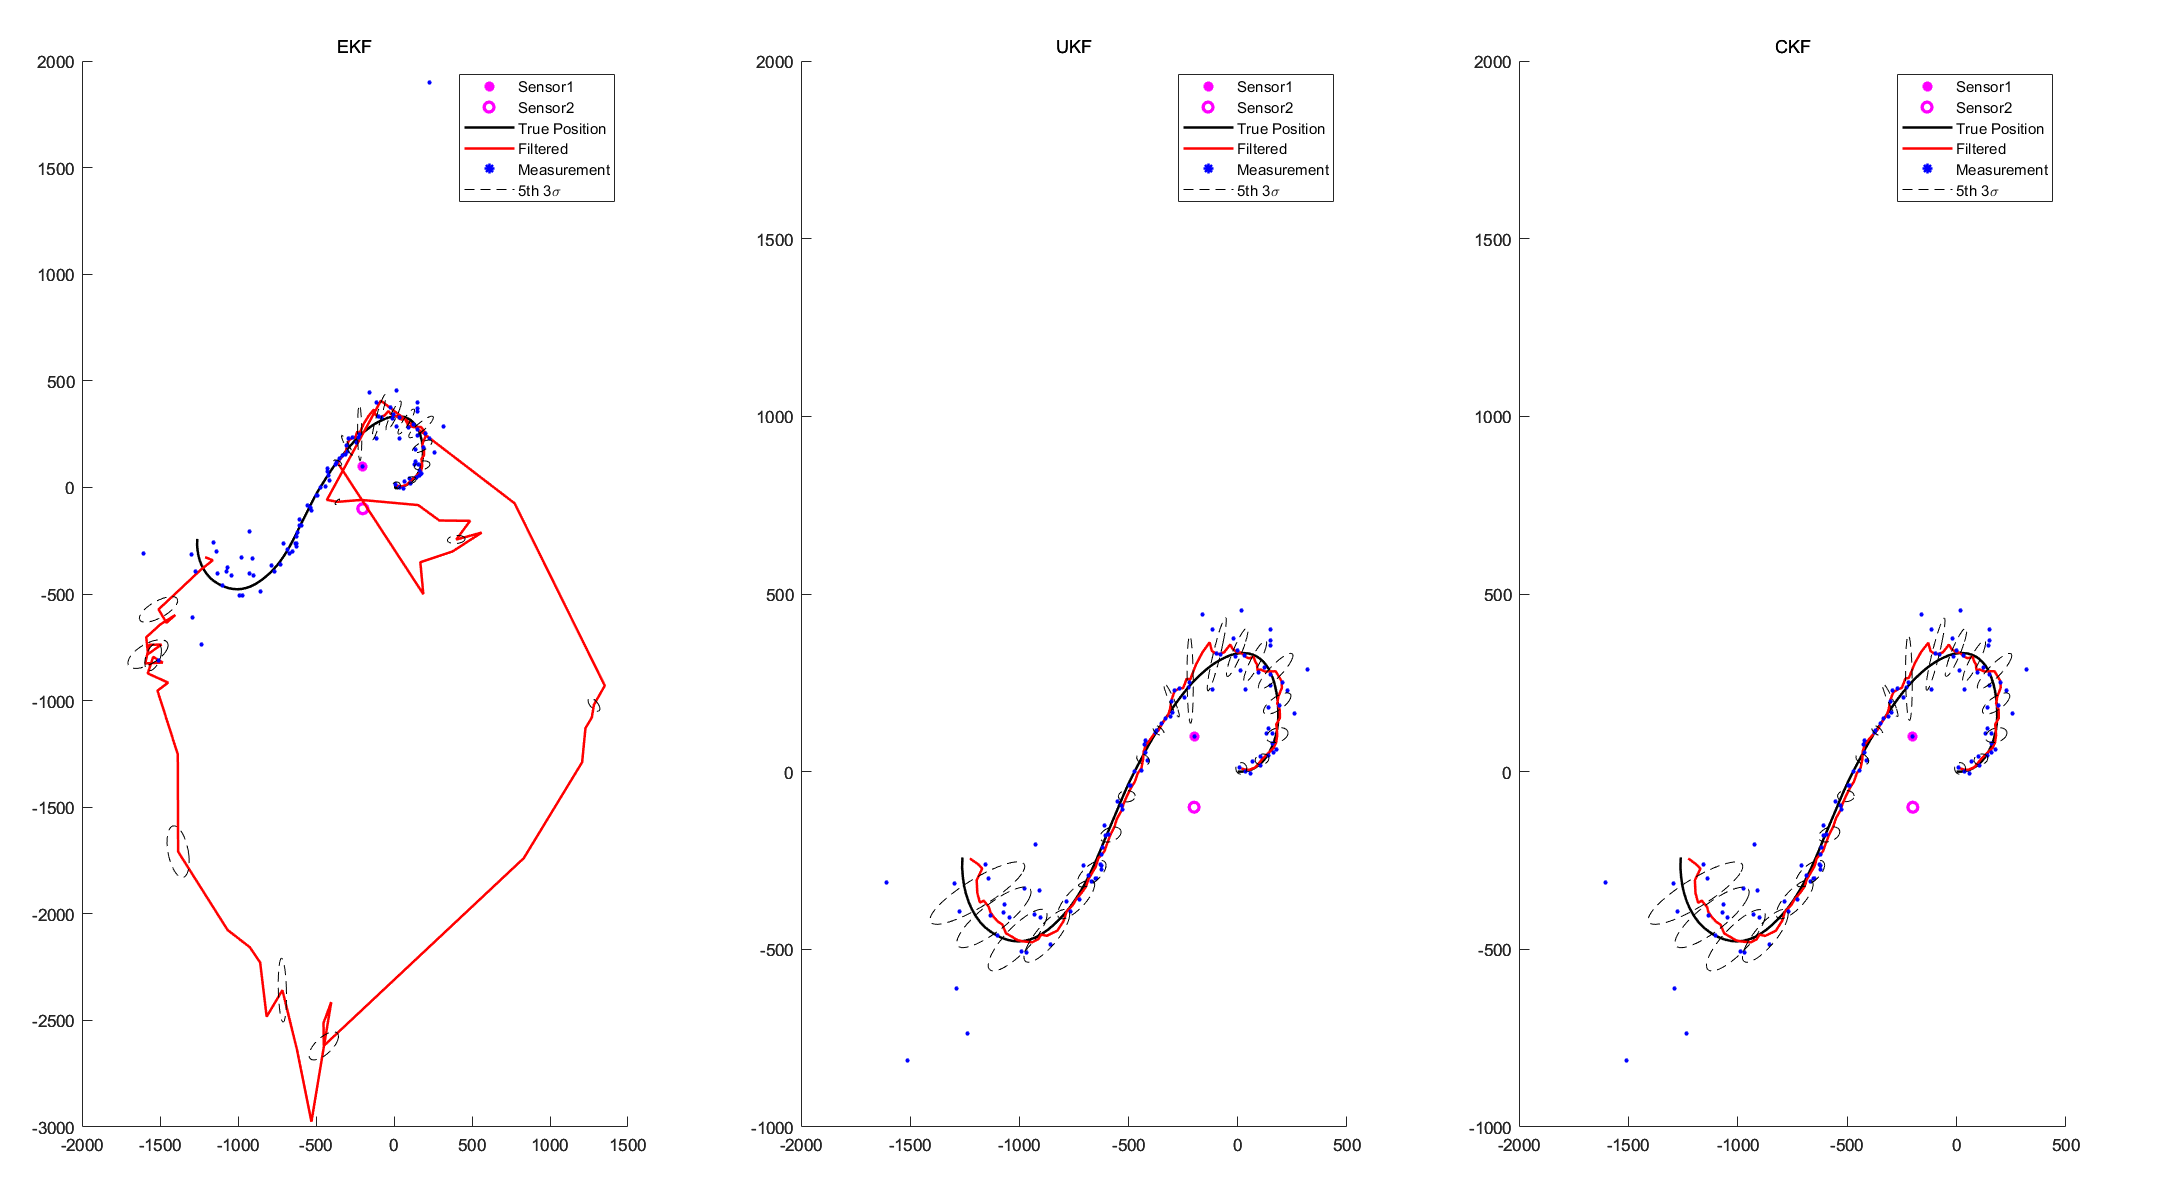 EKF
2000
1500
1000
500
0
-500
-1000
-1500
-2000
-2500
-3000
-2000 -1500 -1000 -500 0 500 1000 1500
Sensor1
Sensor2
True Position
Filtered
Measurement
5th 3σ
UKF
2000
1500
1000
500
0
-500
-1000
-2000 -1500 -1000 -500 0 500
Sensor1
Sensor2
True Position
Filtered
Measurement
5th 3σ
CKF
2000
1500
1000
500
0
-500
-1000
-2000 -1500 -1000 -500 0 500
Sensor1
Sensor2
True Position
Filtered
Measurement
5th 3σ